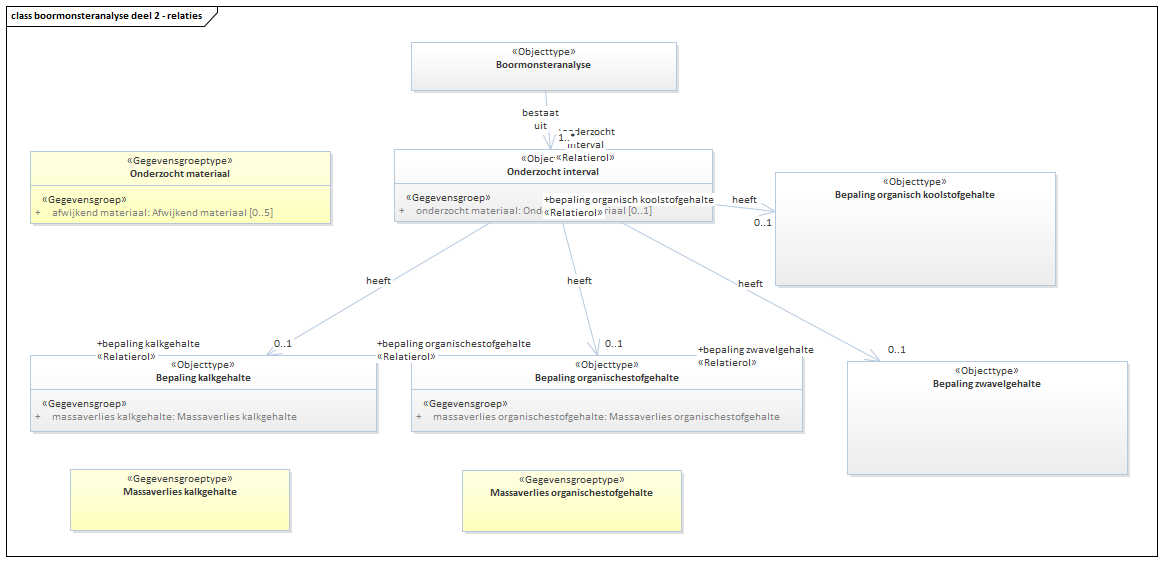 class boormonsteranalyse deel 2 - relaties
«Objecttype»
Boormonsteranalyse
bestaat
uit
1..*
onderzocht
interval
«Relatierol»
«Gegevensgroeptype»
Onderzocht materiaal
«Gegevensgroep»
+ afwijkend materiaal: Afwijkend materiaal [0..5]
Onderzocht interval
«Gegevensgroep»
+ onderzocht materiaal: [0..1]
+bepaling organisch koolstofgehalte
«Relatierol»
heeft
0..1
«Objecttype»
Bepaling organisch koolstofgehalte
heeft
heeft
heeft
+bepaling kalkgehalte
«Relatierol»
0..1
«Objecttype»
Bepaling kalkgehalte
«Gegevensgroep»
+ massaverlies kalkgehalte: Massaverlies kalkgehalte
+bepaling organischestofgehalte
«Relatierol»
0..1
«Objecttype»
Bepaling organischestofgehalte
«Gegevensgroep»
+ massaverlies organischestofgehalte: Massaverlies organischestofgehalte
+bepaling zwavelgehalte
«Relatierol»
0..1
«Objecttype»
Bepaling zwavelgehalte
«Gegevensgroeptype»
Massaverlies kalkgehalte
«Gegevensgroeptype»
Massaverlies organischestofgehalte